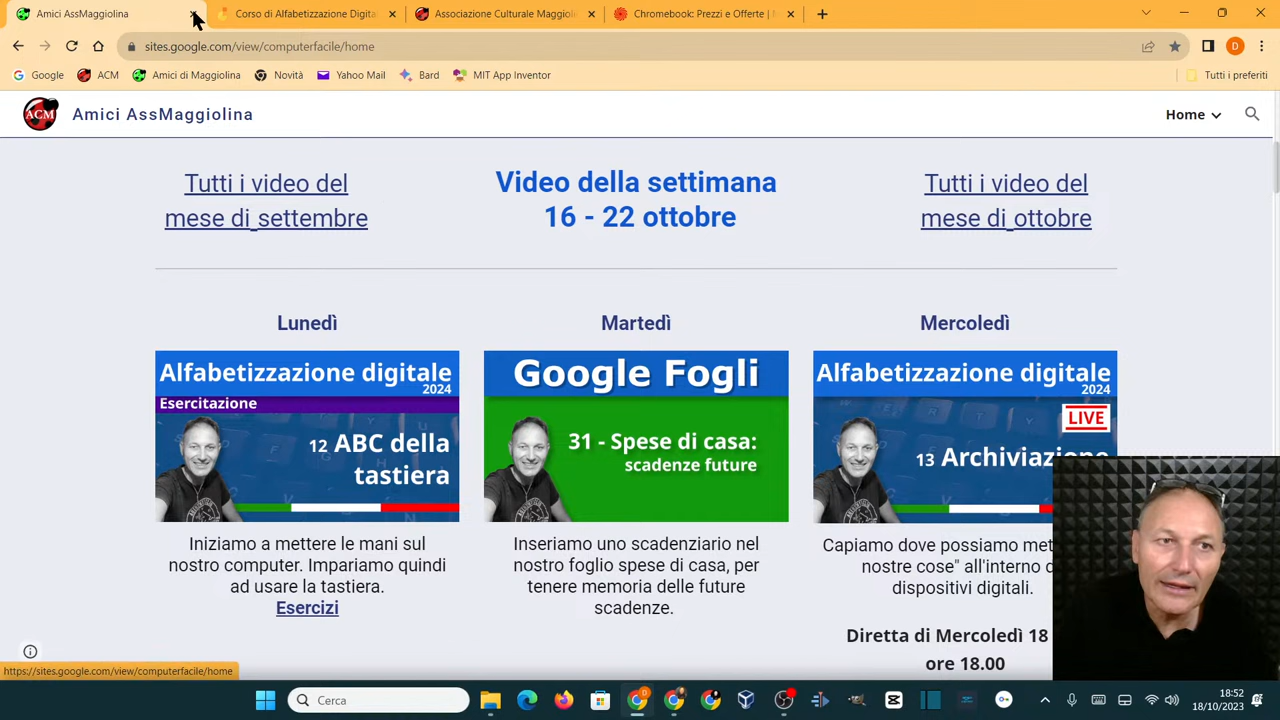 Amici AssMaggiolina
Corso di Alfabetizzazione Digita
Associazione Culturale Maggioli
Chromebook: Prezzi e Offerte |
sites.google.com/view/computerfacile/home
D
Google
ACM
Amici di Maggiolina
Novità
Yahoo Mail
Bard
MIT App Inventor
Tutti i preferiti
ACM
Amici AssMaggiolina
Home
Tutti i video del
mese di settembre
Video della settimana
16 - 22 ottobre
Tutti i video del
mese di ottobre
Lunedì
Martedì
Mercoledì
Alfabetizzazione digitale
2024
Esercitazione
12 ABC della
tastiera
Google Fogli
31 - Spese di casa:
scadenze future
Alfabetizzazione digitale
2024
LIVE
13 Archiviazione
Iniziamo a mettere le mani sul
nostro computer. Impariamo quindi
ad usare la tastiera.
Esercizi
Inseriamo uno scadenziario nel
nostro foglio spese di casa, per
tenere memoria delle future
scadenze.
Capiamo dove possiamo met
nostre cose" all'interno d
dispositivi digitali.
Diretta di Mercoledì 18
ore 18.00
https://sites.google.com/view/computerfacile/home
Cerca
18:52
18/10/2023